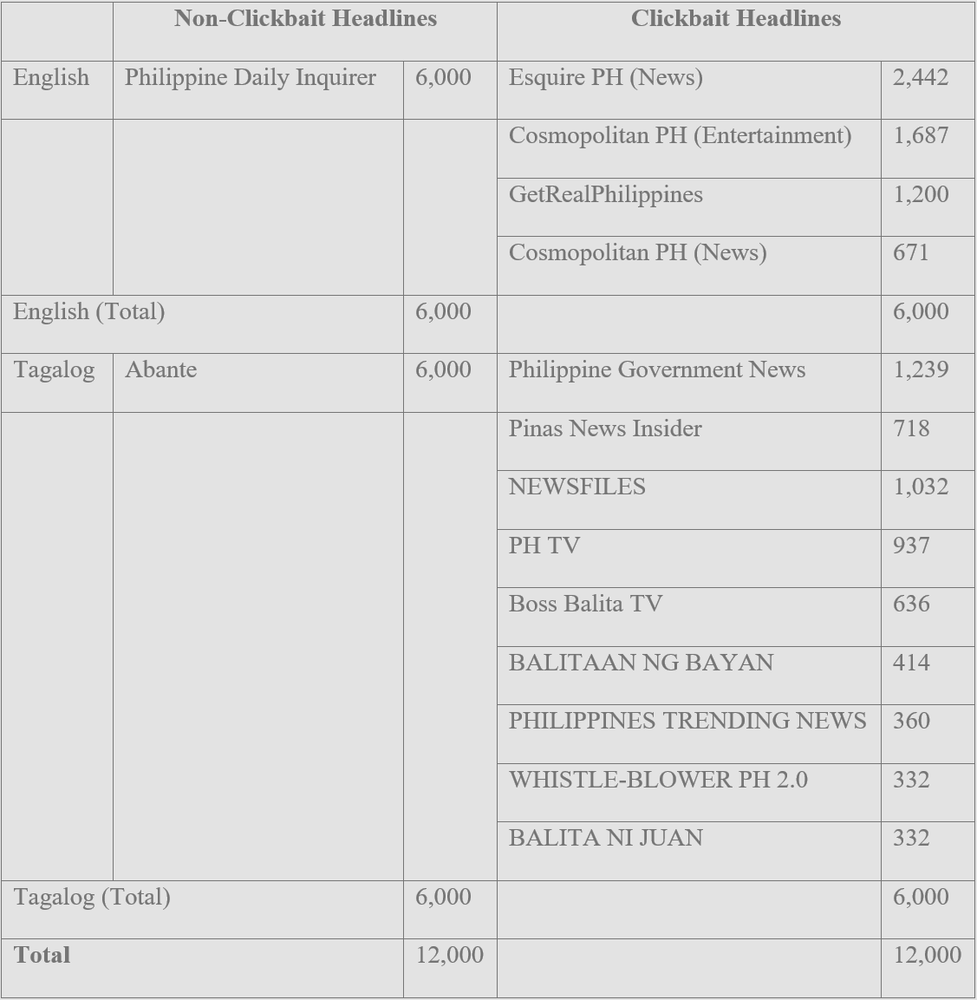 Non-Clickbait Headlines Clickbait Headlines
English Philippine Daily Inquirer 6,000 Esquire PH (News) 2,442
Cosmopolitan PH (Entertainment) 1,687
GetRealPhilippines 1,200
Cosmopolitan PH (News) 671
English (Total) 6,000 6,000
Tagalog Abante 6,000 Philippine Government News 1,239
Pinas News Insider 718
NEWSFILES 1,032
PH TV 937
Boss Balita TV 636
BALITAAN NG BAYAN 414
PHILIPPINES TRENDING NEWS 360
WHISTLE-BLOWER PH 2.0 332
BALITA NI JUAN 332
Tagalog (Total) 6,000 6,000
Total 12,000 12,000